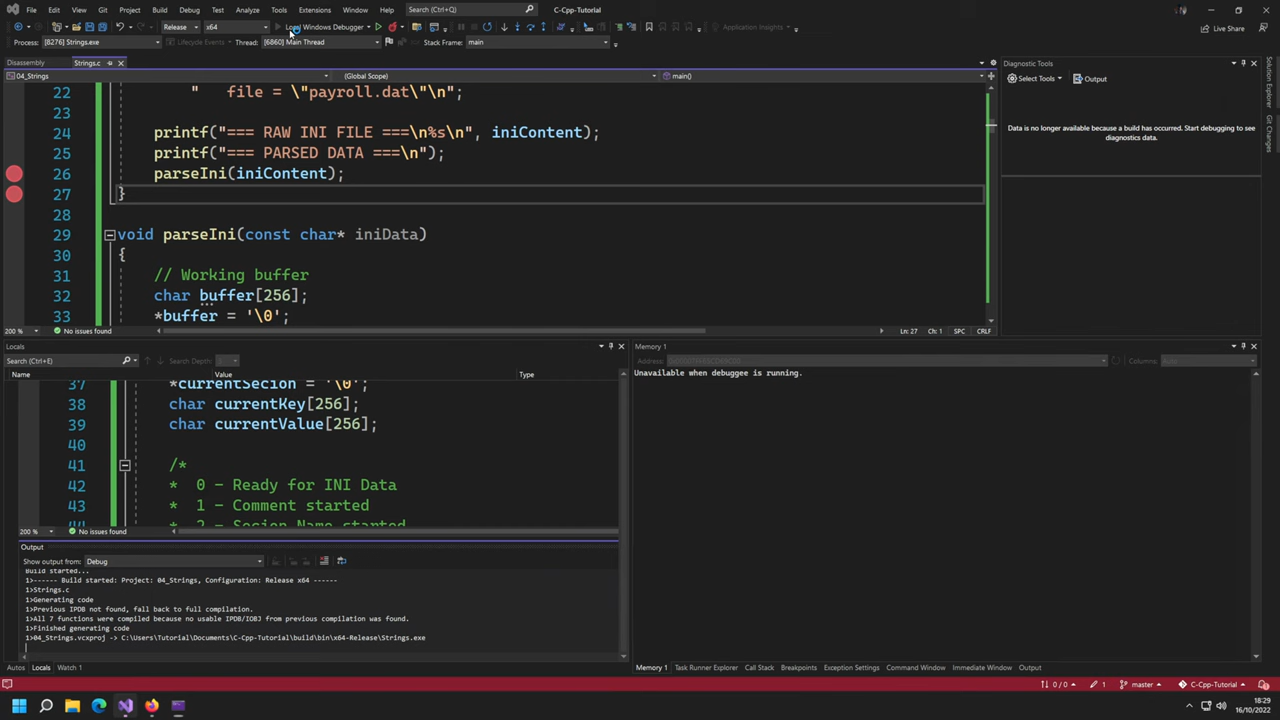 File Edit View Git Project Build Debug Test Analyze Tools Extensions Window Help Search (Ctrl+Q) C-Cpp-Tutorial
Release x64 Local Windows Debugger Application Insights Live Share
Process: [8276] Strings.exe Lifecycle Events Thread: [6860] Main Thread Stack Frame: main
Disassembly Strings.c
04_Strings (Global Scope) main()
22 "   file = \"payroll.dat\"\n";
23
24 printf("=== RAW INI FILE ===\n%s\n", iniContent);
25 printf("=== PARSED DATA ===\n");
26 parseIni(iniContent);
27 }
28
29 void parseIni(const char* iniData)
30 {
31 // Working buffer
32 char buffer[256];
33 *buffer = '\0';
200 % No issues found Ln: 27 Ch: 1 SPC CRLF
Diagnostic Tools
Select Tools Output
Data is no longer available because a build has occurred. Start debugging to see
diagnostics data.
Solution Explorer
Git Changes
Locals
Search (Ctrl+E) Search Depth:
Name Value Type
37 *currentSecion = '\0';
38 char currentKey[256];
39 char currentValue[256];
40
41 /*
42 *  0 - Ready for INI Data
43 *  1 - Comment started
44 *  2 - Secion Name started
200 % No issues found
Output
Show output from: Debug
Build started...
1>------ Build started: Project: 04_Strings, Configuration: Release x64 ------
1>Strings.c
1>Generating code
1>Previous IPDB not found, fall back to full compilation.
1>All 7 functions were compiled because no usable IPDB/IOBJ from previous compilation was found.
1>Finished generating code
1>04_Strings.vcxproj -> C:\Users\Tutorial\Documents\C-Cpp-Tutorial\build\bin\x64-Release\Strings.exe
Autos Locals Watch 1
Memory 1
Address: Columns: Auto
Unavailable when debuggee is running.
Memory 1 Task Runner Explorer Call Stack Breakpoints Exception Settings Command Window Immediate Window Output
0 / 0 1 master C-Cpp-Tutorial
18:29
16/10/2022